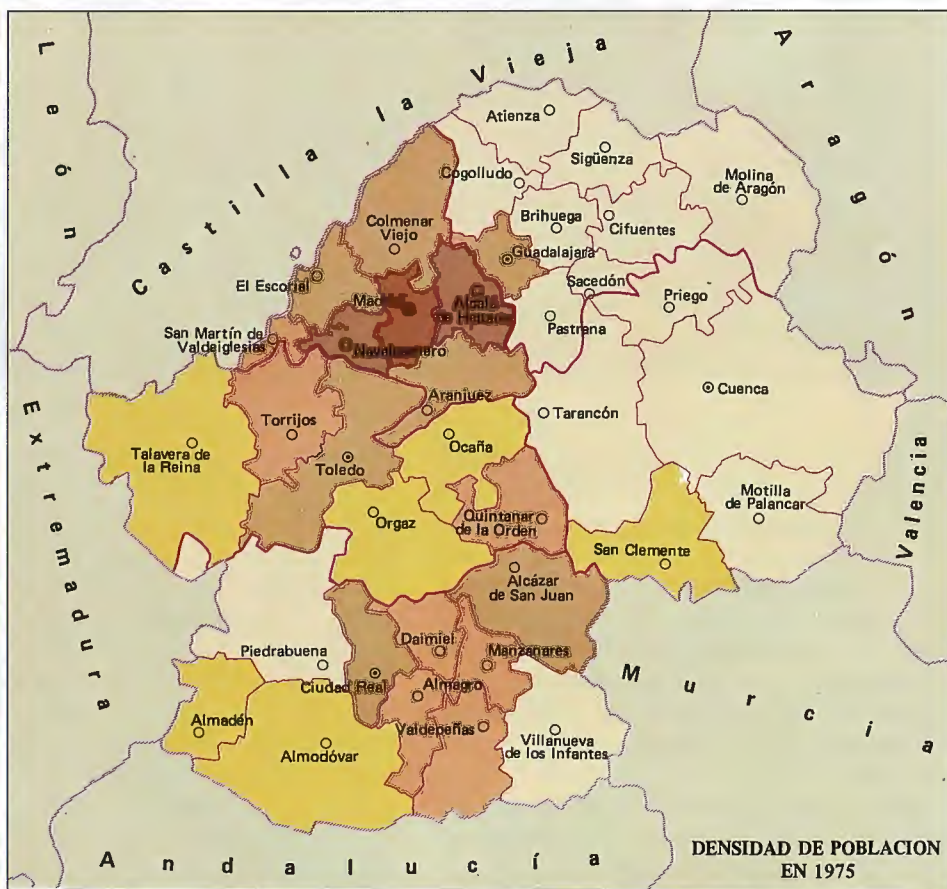 León
Castilla la Vieja
Aragón
Atienza
Sigüenza
Cogolludo
Molina
de Aragón
Brihuega
Cifuentes
Colmenar
Viejo
Guadalajara
El Escorial
Sacedón
Priego
Alcalá
de Henares
Pastrana
San Martín de
Valdeiglesias
Navalcarnero
Cuenca
Aranjuez
Tarancón
Extremadura
Torrijos
Ocaña
Talavera de
la Reina
Toledo
Valencia
Motilla
de Palancar
Orgaz
Quintanar
de la Orden
San Clemente
Alcázar
de San Juan
Daimiel
Piedrabuena
Manzanares
Murcia
Ciudad Real
Almagro
Almadén
Valdepeñas
Villanueva
de los Infantes
Almodóvar
Andalucía
DENSIDAD DE POBLACION
EN 1975